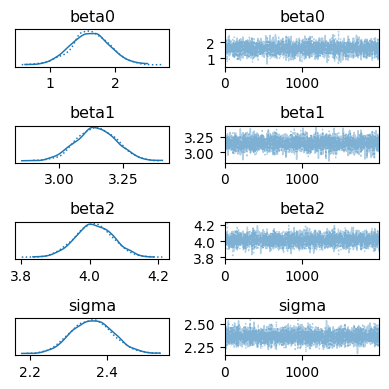 beta0 beta0
2
1
1 2 0 1000
beta1 beta1
3.25
3.00
3.00 3.25 0 1000
beta2 beta2
4.2
4.0
3.8
3.8 4.0 4.2 0 1000
sigma sigma
2.50
2.25
2.2 2.4 0 1000